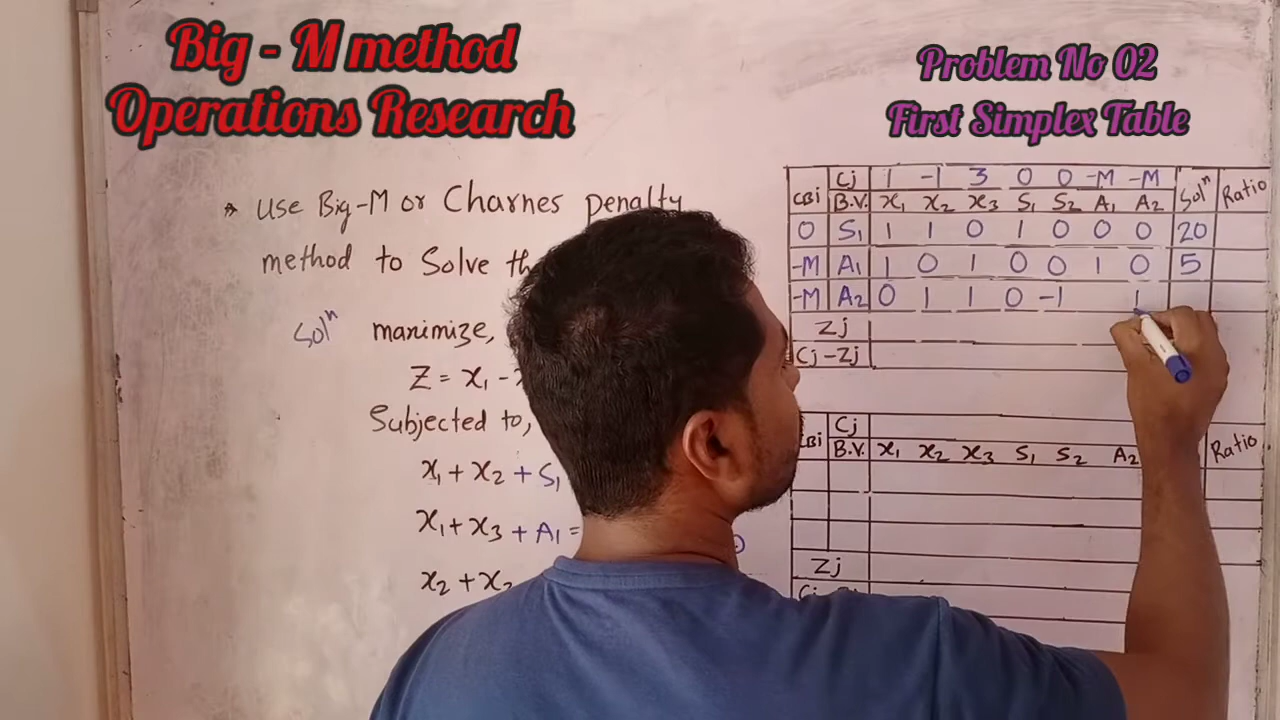 Big - M method
Operations Research
Problem No 02
First Simplex Table
* Use Big-M or Charnes penalty
method to Solve
Solⁿ maximize,
Z = x₁ -
Subjected to,
x₁ + x₂ + S₁
x₁ + x₃ + A₁ =
x₂ + x₃
CBi Cj 1 -1 3 0 0 -M -M Solⁿ Ratio
B.V. x₁ x₂ x₃ S₁ S₂ A₁ A₂
0 S₁ 1 1 0 1 0 0 0 20
-M A₁ 1 0 1 0 0 1 0 5
-M A₂ 0 1 1 0 -1 1
Zj
Cj - Zj
CBi Cj Ratio
B.V. x₁ x₂ x₃ S₁ S₂ A₂
Zj